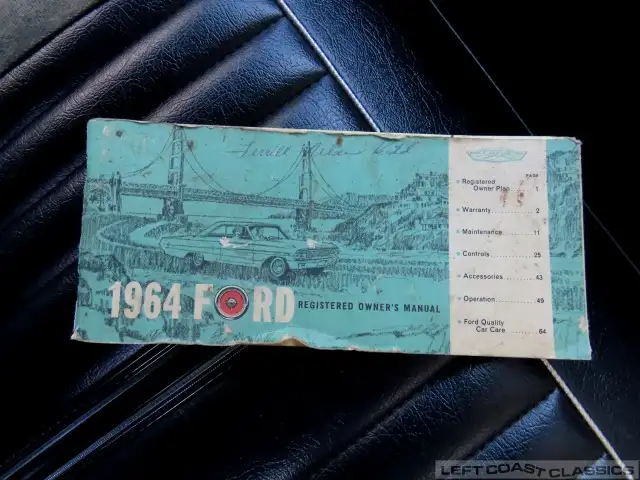 PAGE
Registered
Owner Plan 1
Warranty..........2
Maintenance 11
Controls..........25
Accessories......43
Operation........49
Ford Quality
Car Care ........64
1964 FORD REGISTERED OWNER'S MANUAL
LEFT COAST CLASSICS